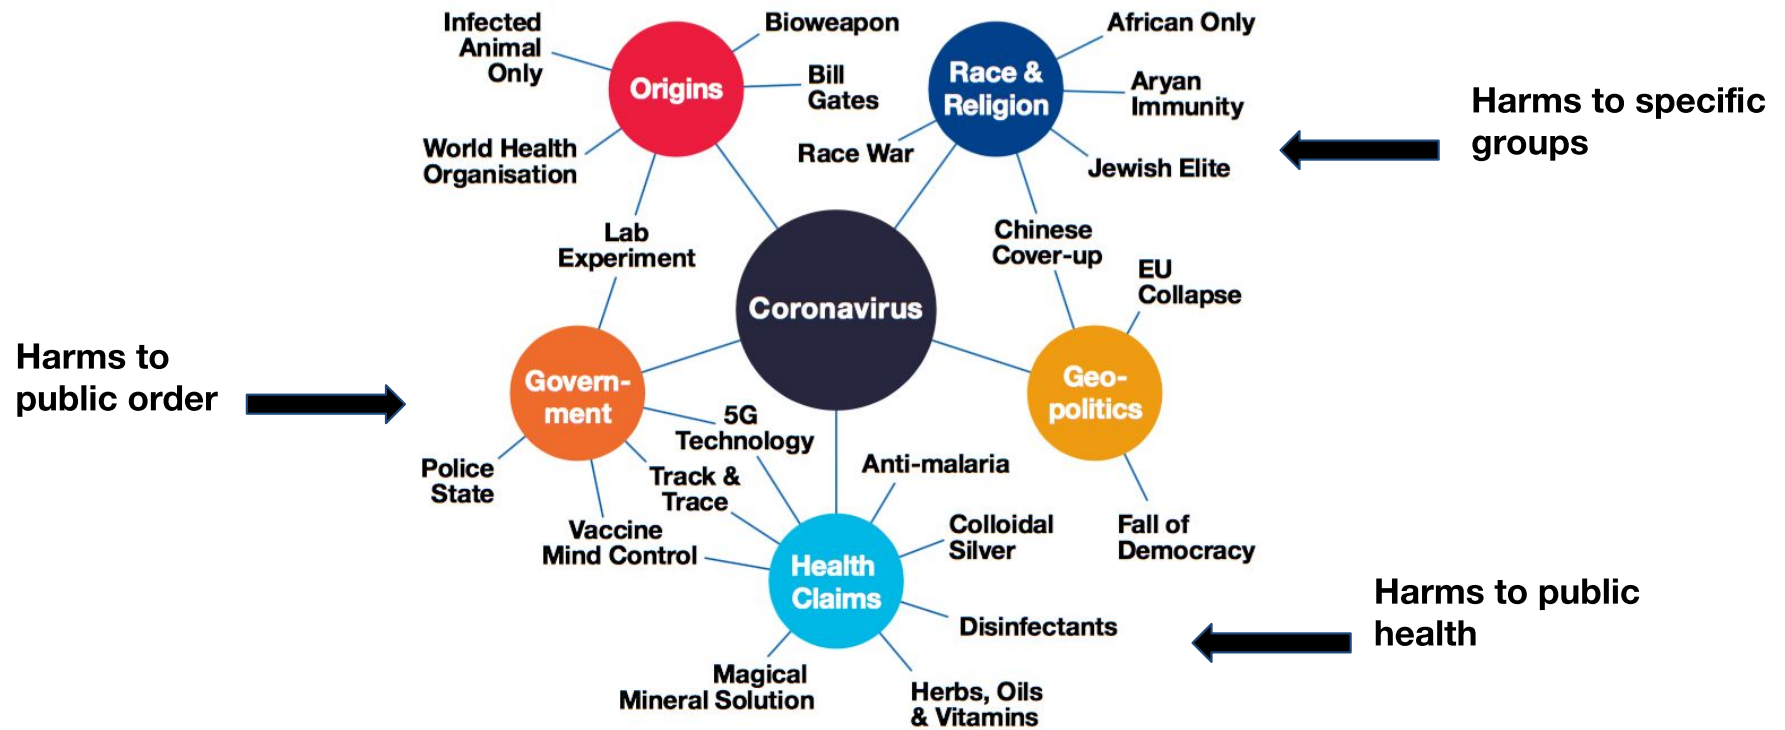 Infected
Animal
Only
Bioweapon
Origins
Bill
Gates
World Health
Organisation
Lab
Experiment
African Only
Race &
Religion
Aryan
Immunity
Race War
Jewish Elite
Chinese
Cover-up
Harms to specific
groups
Coronavirus
EU
Collapse
Harms to
public order
Govern-
ment
Geo-
politics
5G
Technology
Police
State
Track &
Trace
Vaccine
Mind Control
Anti-malaria
Colloidal
Silver
Fall of
Democracy
Health
Claims
Disinfectants
Harms to public
health
Magical
Mineral Solution
Herbs, Oils
& Vitamins